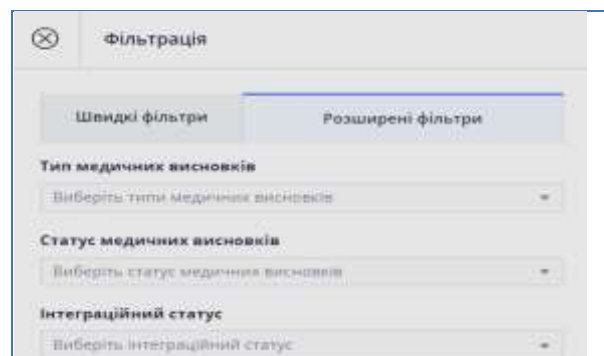 Фільтрація
Швидкі фільтри
Розширені фільтри
Тип медичних висновків
Виберіть типи медичних висновків
Статус медичних висновків
Виберіть статус медичних висновків
Інтеграційний статус
Виберіть інтеграційний статус